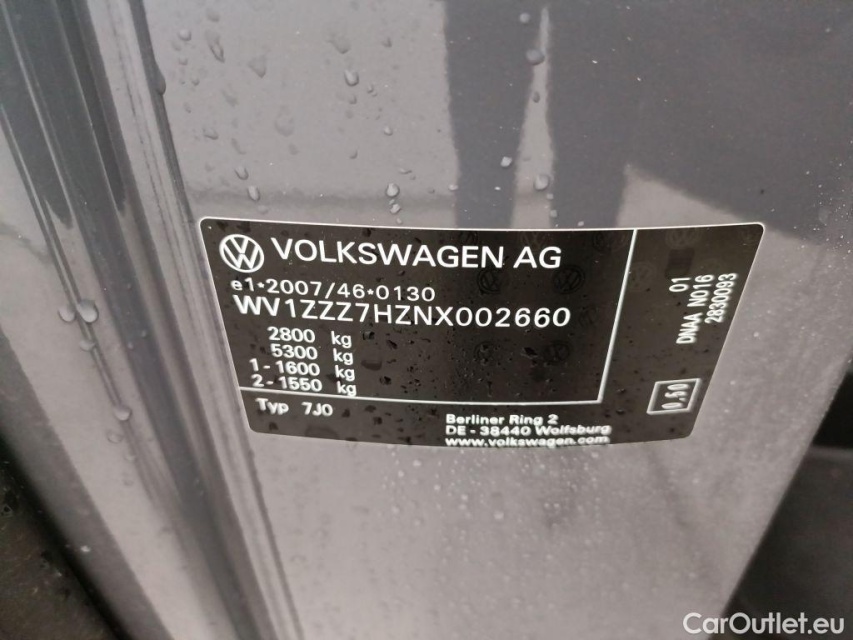 VOLKSWAGEN AG
e1*2007/46*0130
WV1ZZZ7HZNX002660
2800 kg
5300 kg
1 - 1600 kg
2 - 1550 kg
Typ 7J0
Berliner Ring 2
DE - 38440 Wolfsburg
www.volkswagen.com
01
DNAA N016
2830093
0.50
CarOutlet.eu